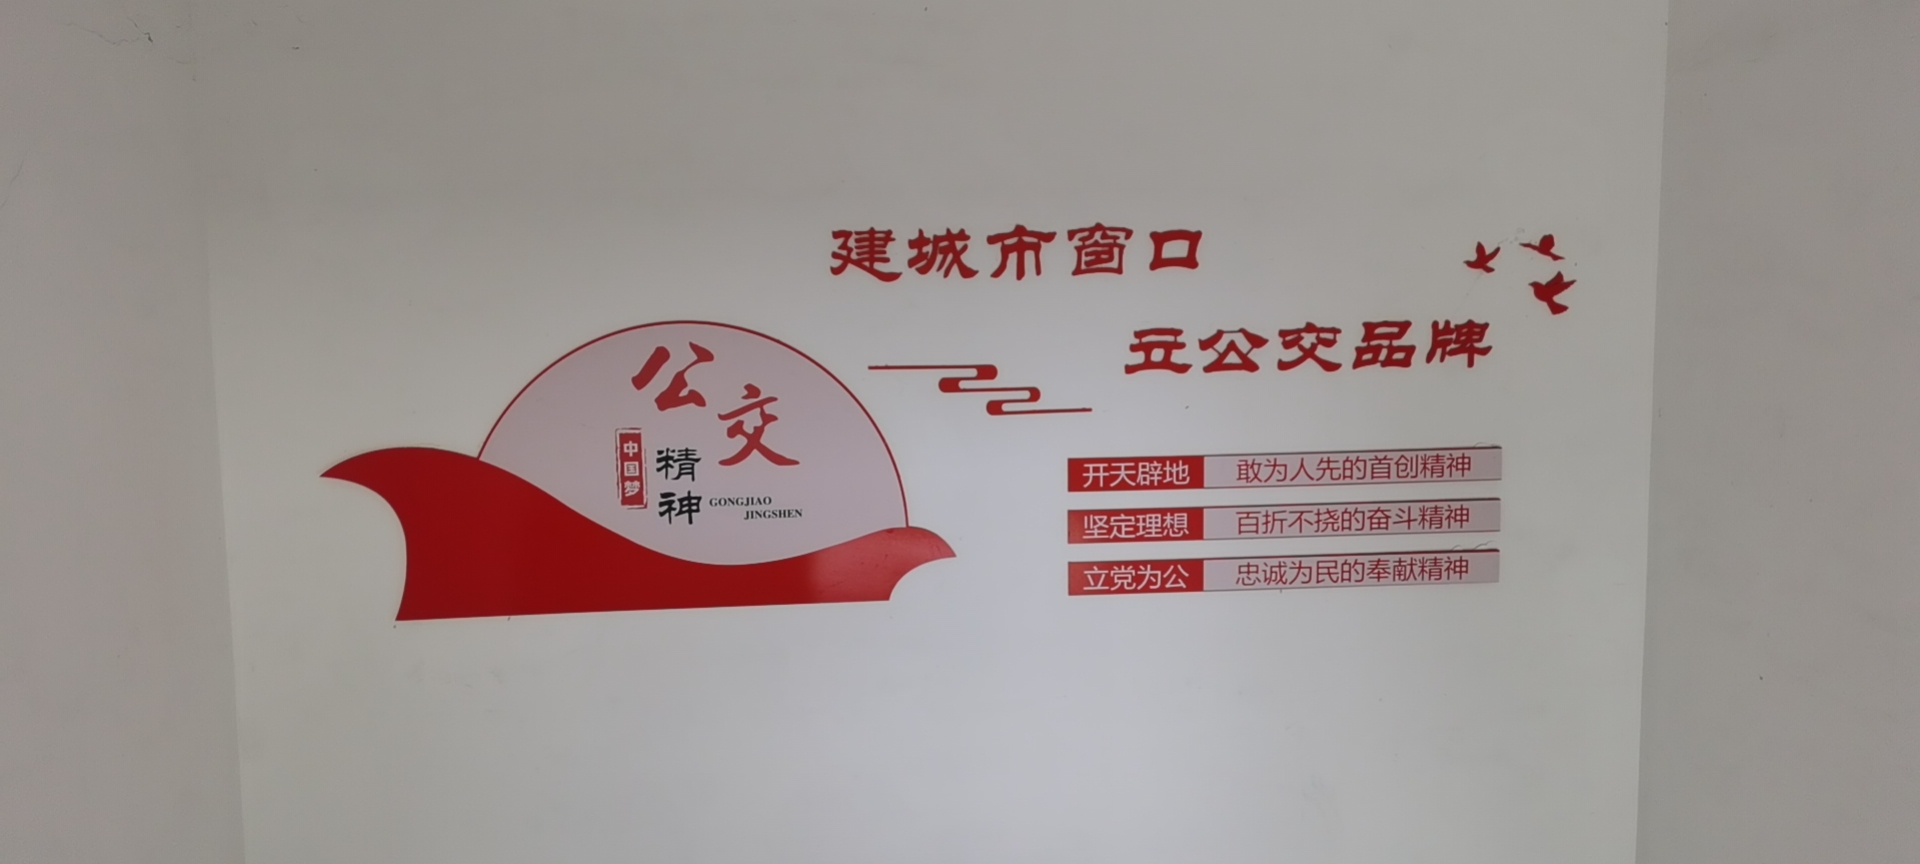 建城市窗口
立公交品牌
公交
中国梦
精神
GONGJIAO
JINGSHEN
开天辟地 敢为人先的首创精神
坚定理想 百折不挠的奋斗精神
立党为公 忠诚为民的奉献精神